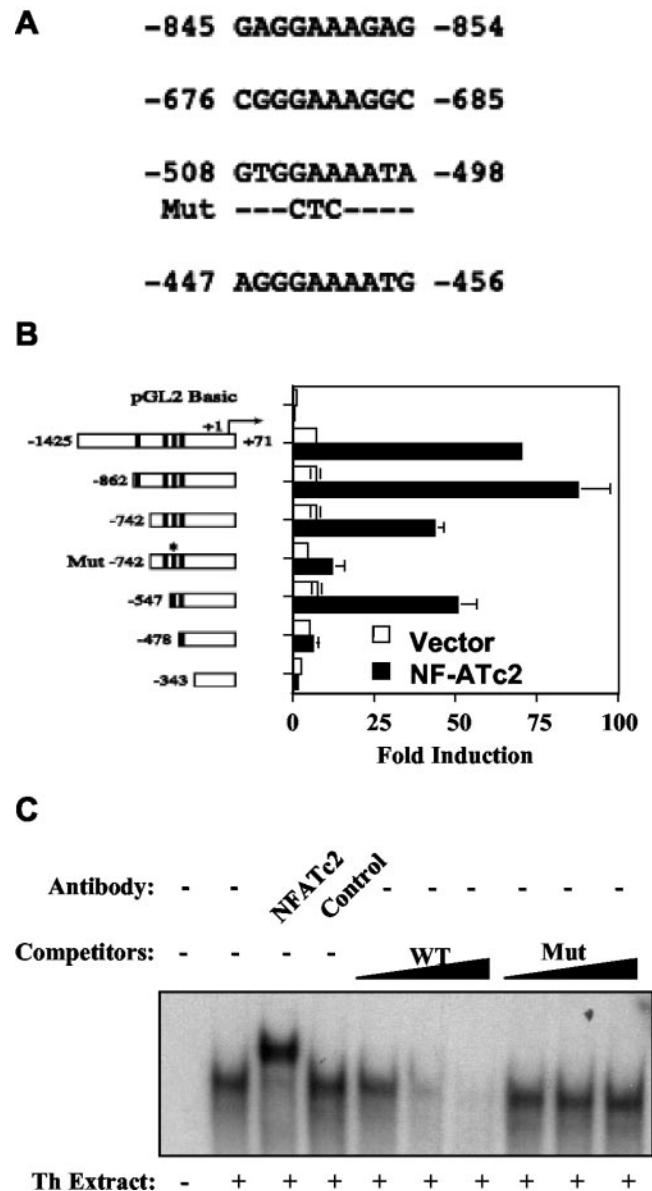 A
-845 GAGGAAAGAG -854
-676 CGGGAAAGGC -685
-508 GTGGAAAATA -498
Mut ---CTC----
-447 AGGGAAAATG -456
B
pGL2 Basic
+1
-1425 +71
-862
-742
*
Mut -742
-547
-478
-343
Vector
NF-ATc2
0 25 50 75 100
Fold Induction
C
Antibody: - - NFATc2 Control - - - - - -
Competitors: - - - - WT Mut
Th Extract: - + + + + + + + + +